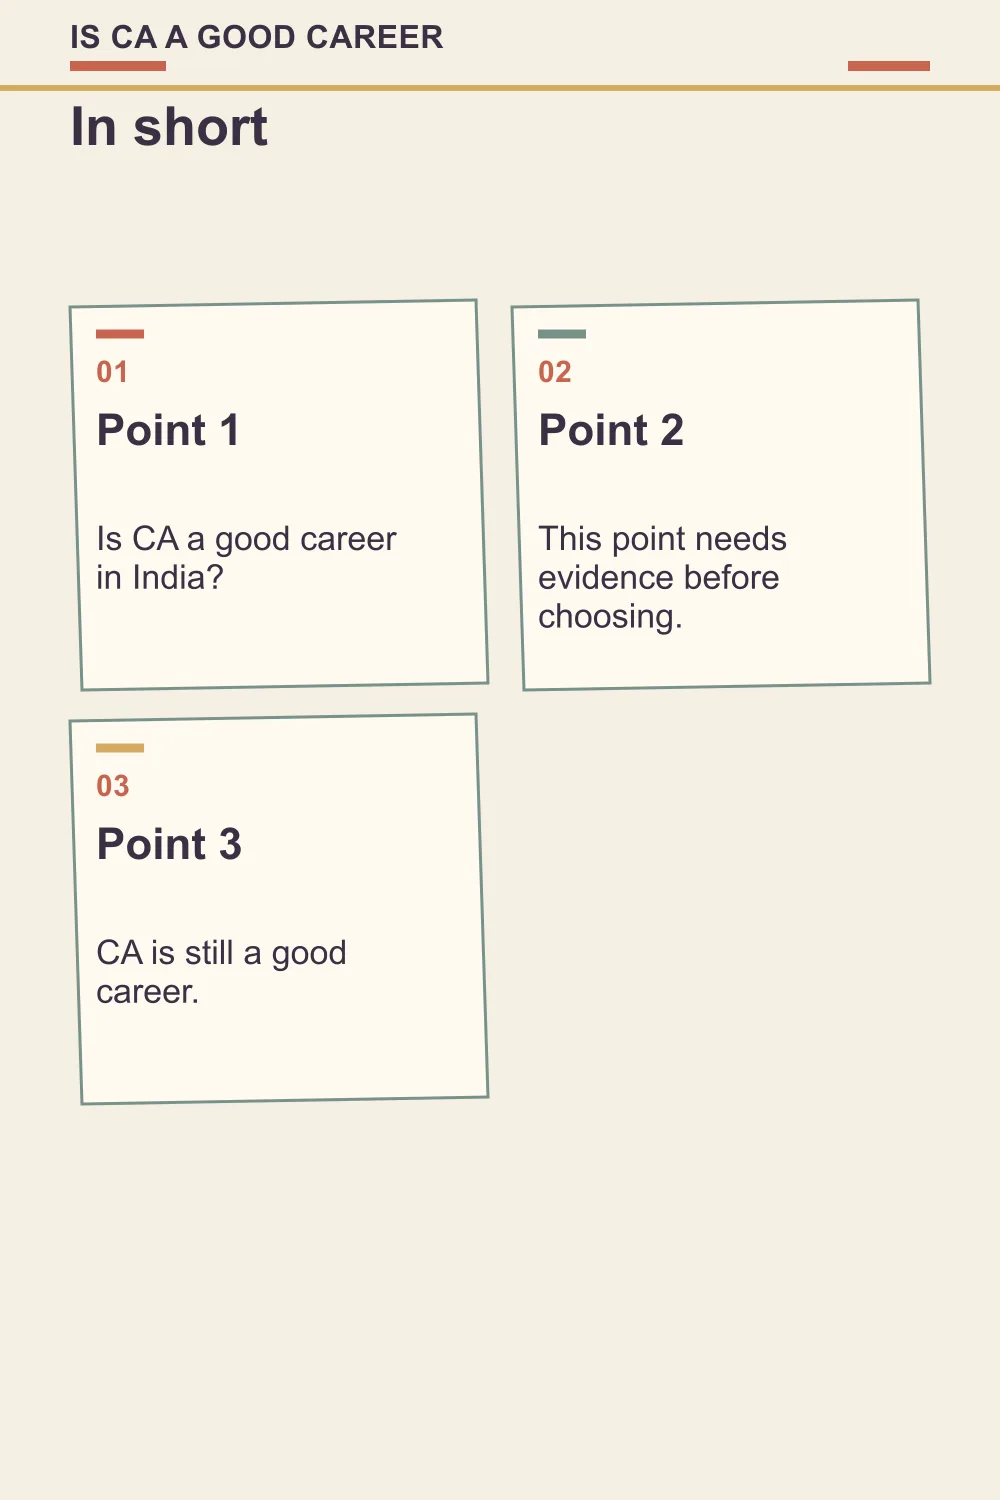 IS CA A GOOD CAREER
In short
01
Point 1
Is CA a good career
in India?
02
Point 2
This point needs
evidence before
choosing.
03
Point 3
CA is still a good
career.